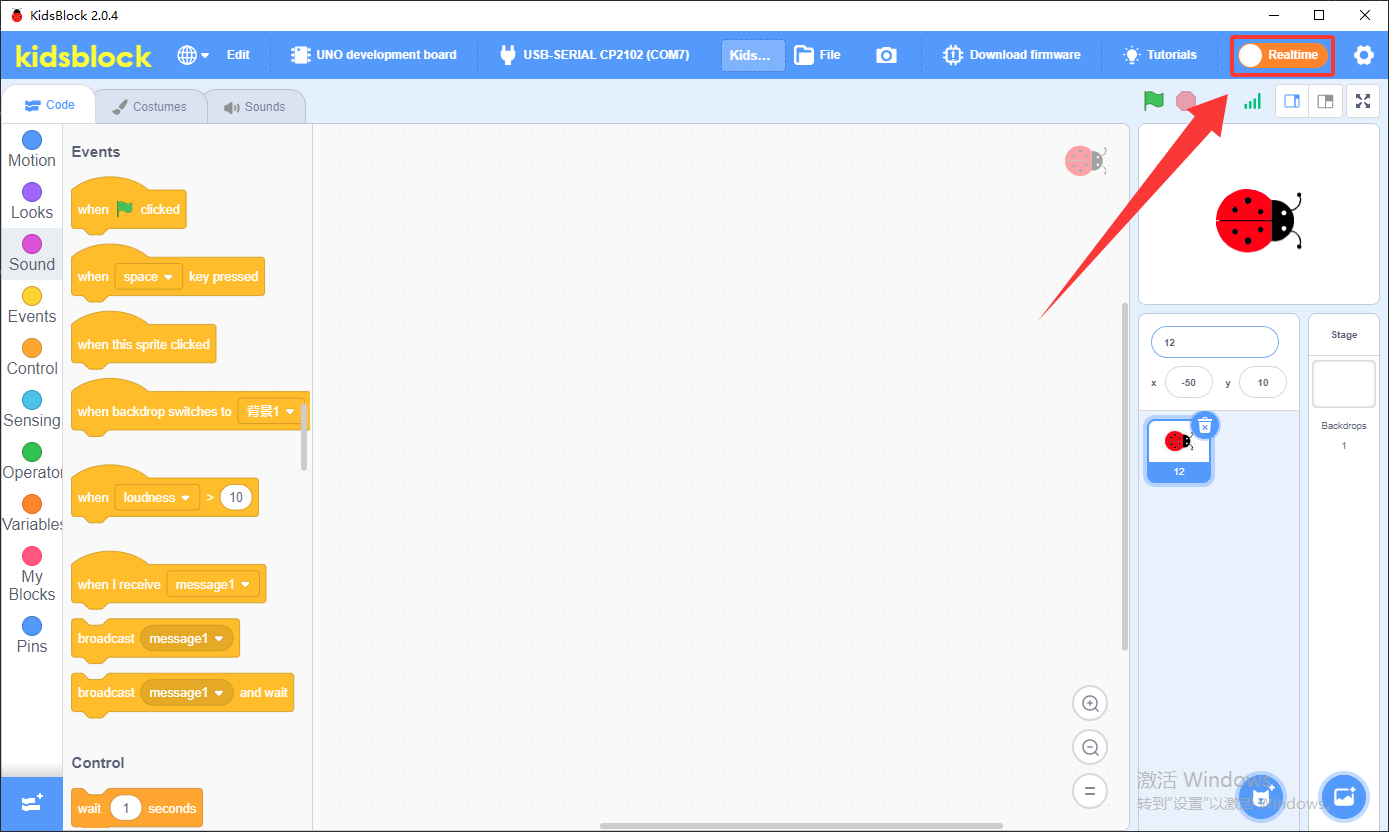 KidsBlock 2.0.4
kidsblock
Edit
UNO development board
USB-SERIAL CP2102 (COM7)
Kids...
File
Download firmware
Tutorials
Realtime
Code
Costumes
Sounds
Motion
Looks
Sound
Events
Control
Sensing
Operator
Variables
My
Blocks
Pins
Events
when clicked
when space key pressed
when this sprite clicked
when backdrop switches to 背景1
when loudness > 10
when I receive message1
broadcast message1
broadcast message1 and wait
Control
wait 1 seconds
12
x -50 y 10
12
Stage
Backdrops
1
激活 Windows
转到"设置"以激活 Windows